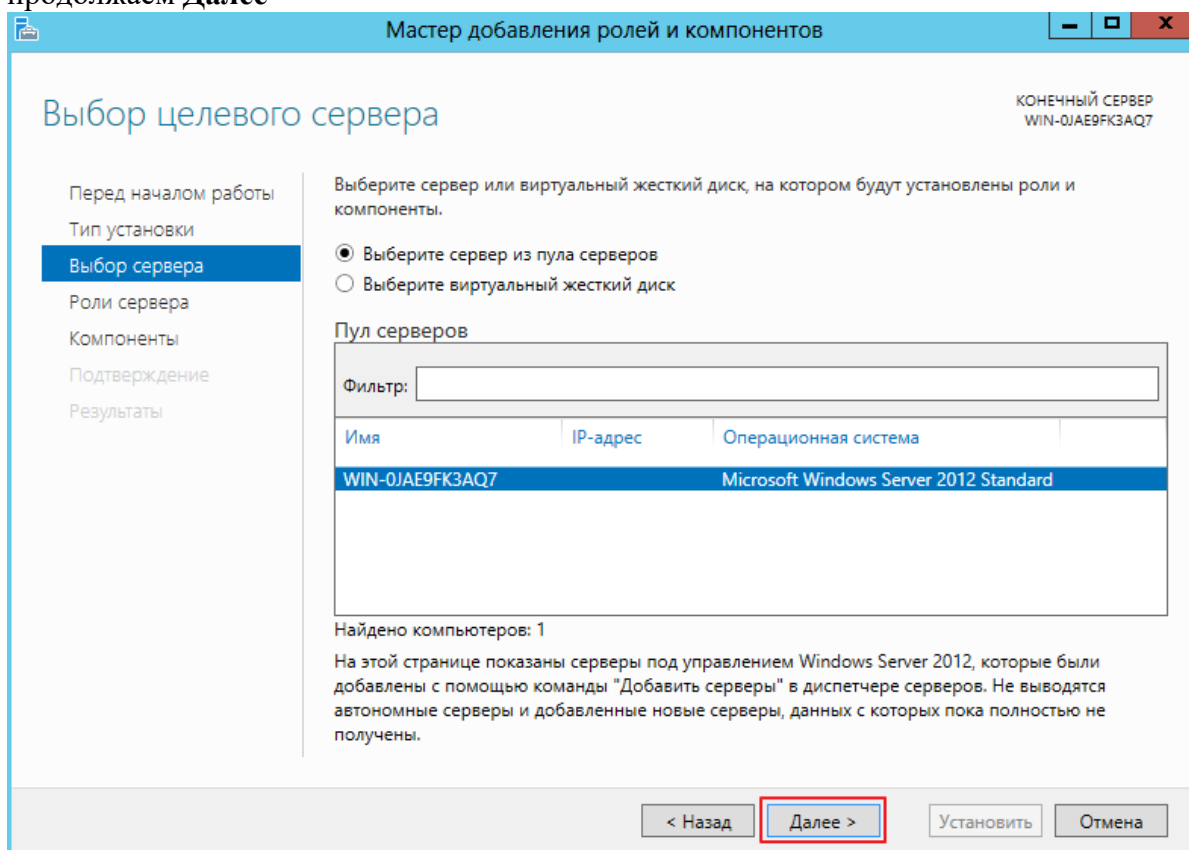 продолжаем Далее
Мастер добавления ролей и компонентов
Выбор целевого сервера
КОНЕЧНЫЙ СЕРВЕР
WIN-0JAE9FK3AQ7
Перед началом работы
Тип установки
Выбор сервера
Роли сервера
Компоненты
Подтверждение
Результаты
Выберите сервер или виртуальный жесткий диск, на котором будут установлены роли и
компоненты.
Выберите сервер из пула серверов
Выберите виртуальный жесткий диск
Пул серверов
Фильтр:
Имя IP-адрес Операционная система
WIN-0JAE9FK3AQ7 Microsoft Windows Server 2012 Standard
Найдено компьютеров: 1
На этой странице показаны серверы под управлением Windows Server 2012, которые были
добавлены с помощью команды "Добавить серверы" в диспетчере серверов. Не выводятся
автономные серверы и добавленные новые серверы, данных с которых пока полностью не
получены.
< Назад Далее > Установить Отмена